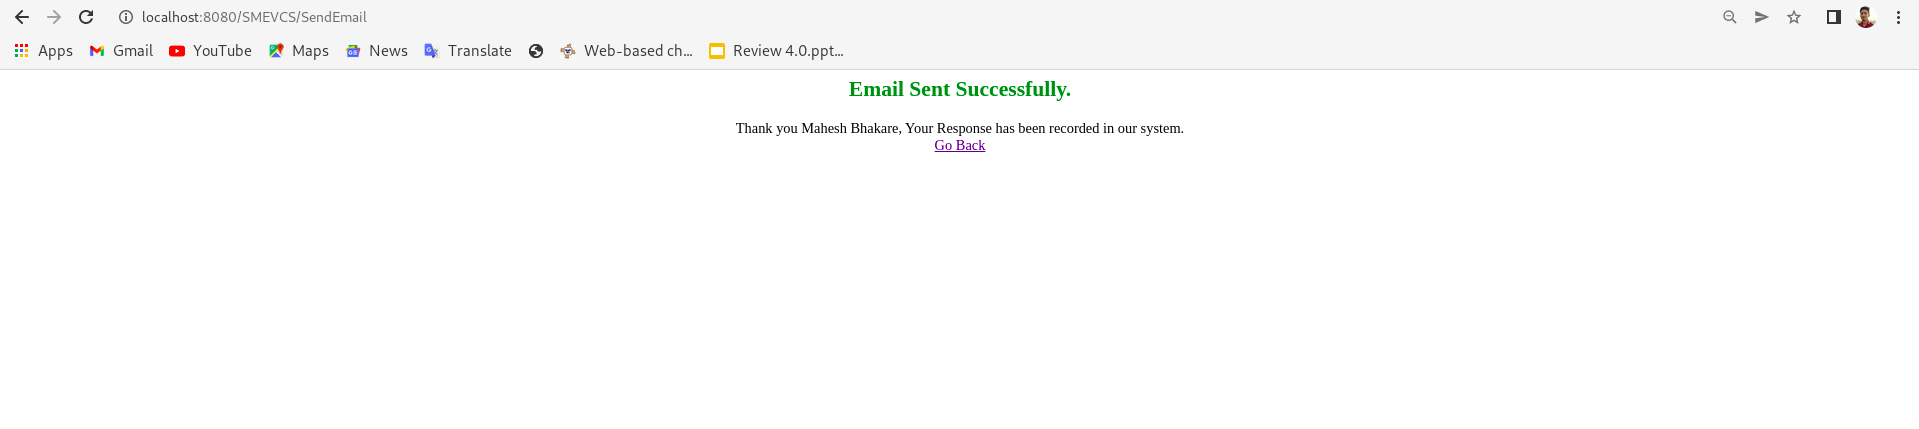 localhost:8080/SMEVCS/SendEmail
Apps Gmail YouTube Maps News Translate Web-based ch... Review 4.0.ppt...
Email Sent Successfully.
Thank you Mahesh Bhakare, Your Response has been recorded in our system.
Go Back